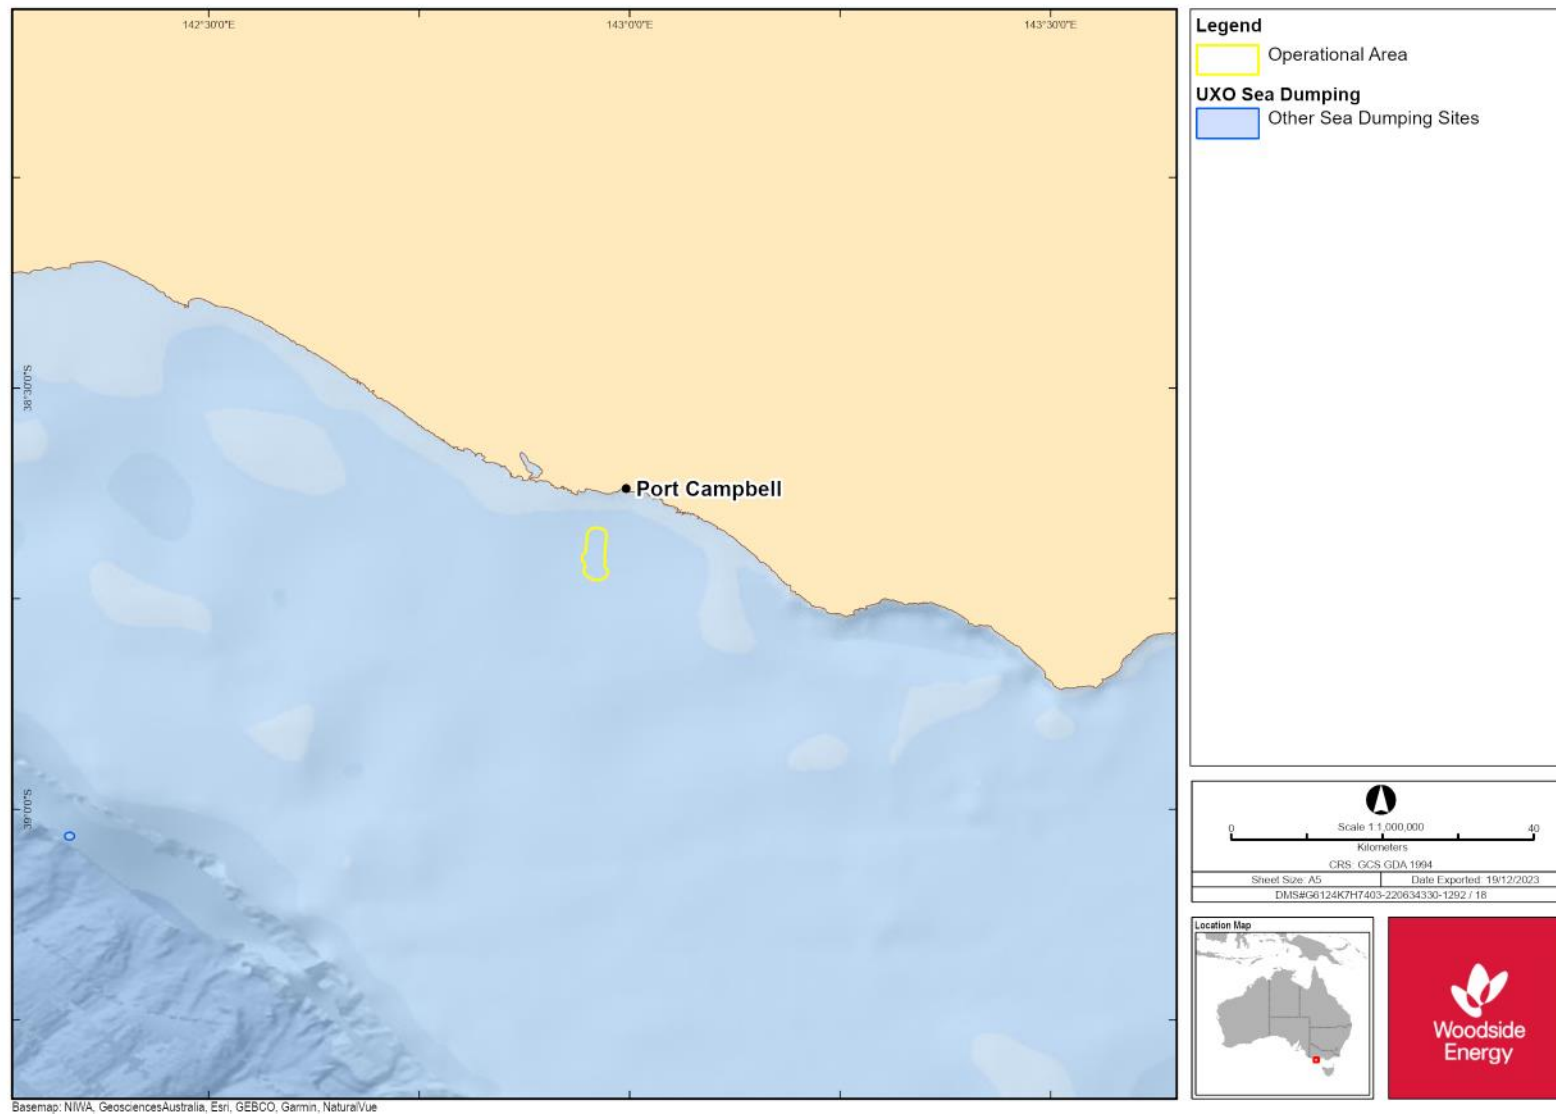 142°30'0"E
143°0'0"E
143°30'0"E
38°30'0"S
39°0'0"S
Port Campbell
Legend
Operational Area
UXO Sea Dumping
Other Sea Dumping Sites
0
Scale 1:1,000,000
40
Kilometers
CRS: GCS GDA 1994
Sheet Size: A5
Date Exported: 19/12/2023
DMS#G6124K7H7403-220634330-1292 / 18
Location Map
Woodside
Energy
Basemap: NIWA, GeosciencesAustralia, Esri, GEBCO, Garmin, NaturalVue